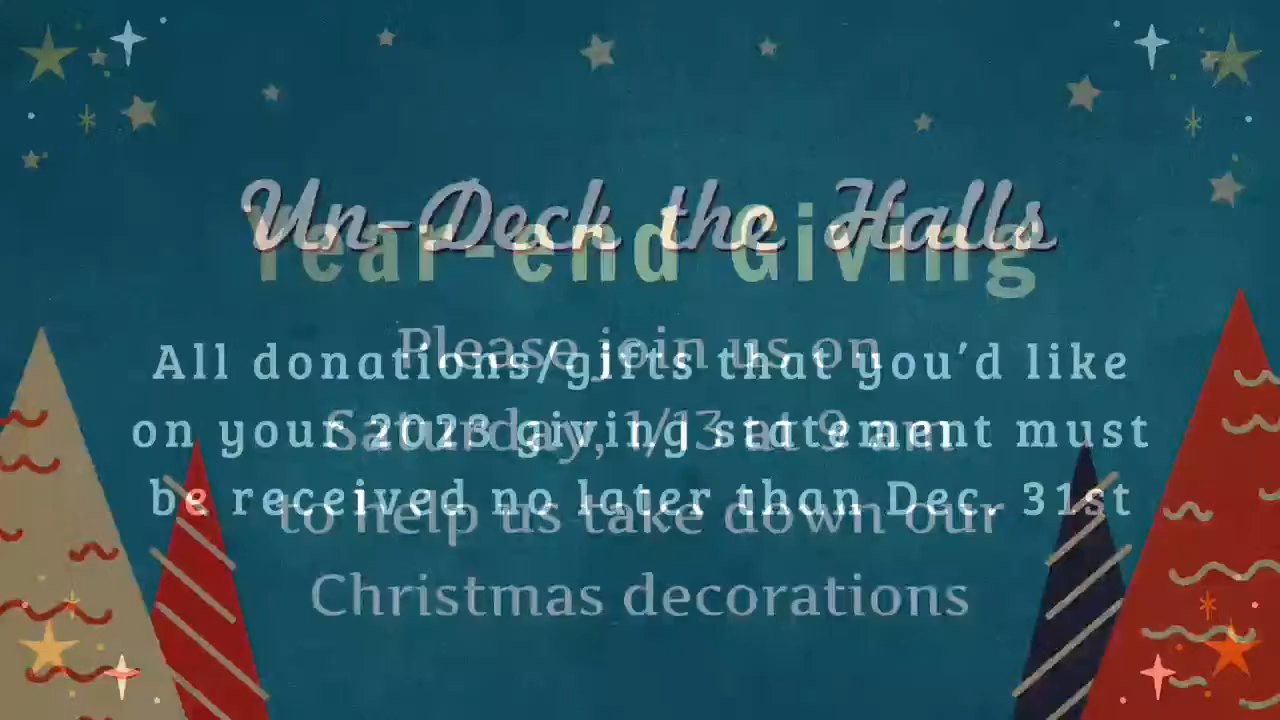 Un-Deck the Halls
Year-end Giving
Please join us on
All donations/gifts that you'd like
Saturday, 1/13 at 9 am
on your 2023 giving statement must
to help us take down our
be received no later than Dec. 31st
Christmas decorations